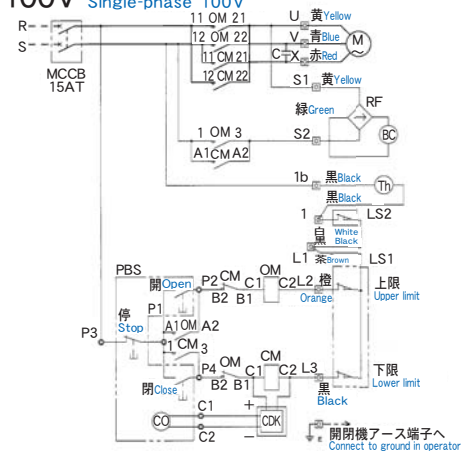 100V Single-phase 100V
11 OM 21
U 黄Yellow
R
12 OM 22
V 青Blue
M
S
11 CM 21
C
X 赤Red
MCCB
15AT
12 CM 22
S1 黄Yellow
緑Green
RF
1 OM 3
S2
BC
A1 CM A2
1b 黒Black
Th
黒Black
1
LS2
白 White
黒 Black
L1 茶Brown
LS1
PBS
開Open
P2 CM
OM
C1 C2 L2 橙
Orange
上限
Upper limit
B2 B1
停
Stop
P1
P3
A1 OM A2
1 CM 3
閉Close
P4 OM
CM
C1 C2 L3
黒
Black
下限
Lower limit
B2 B1
CO
C1
C2
+
−
CDK
E
開閉機アース端子へ
Connect to ground in operator